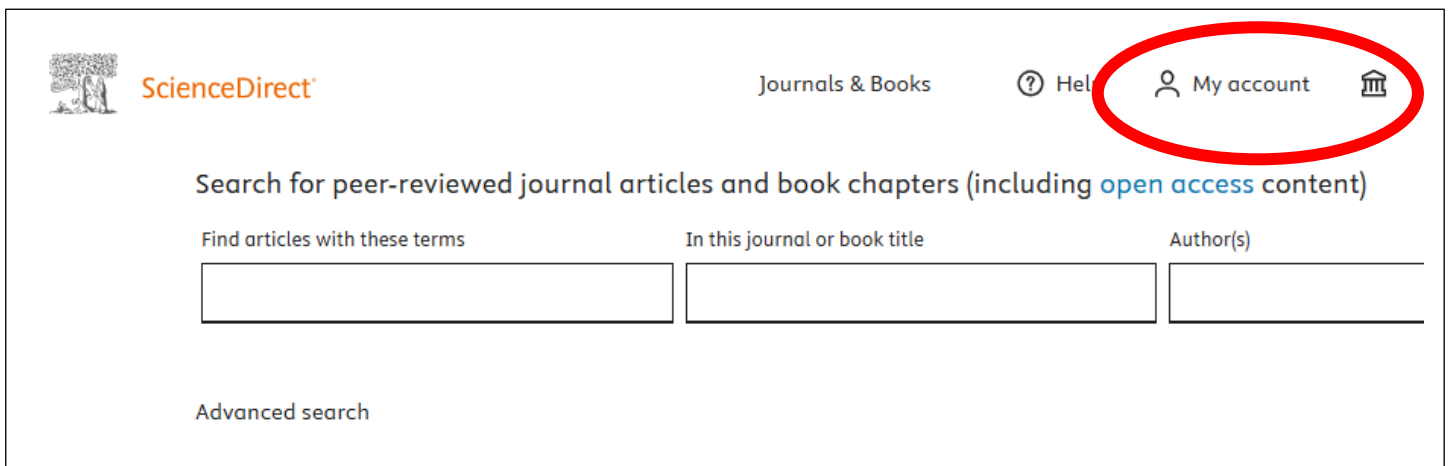 ScienceDirect®
Journals & Books
Help
My account
Search for peer-reviewed journal articles and book chapters (including open access content)
Find articles with these terms
In this journal or book title
Author(s)
Advanced search